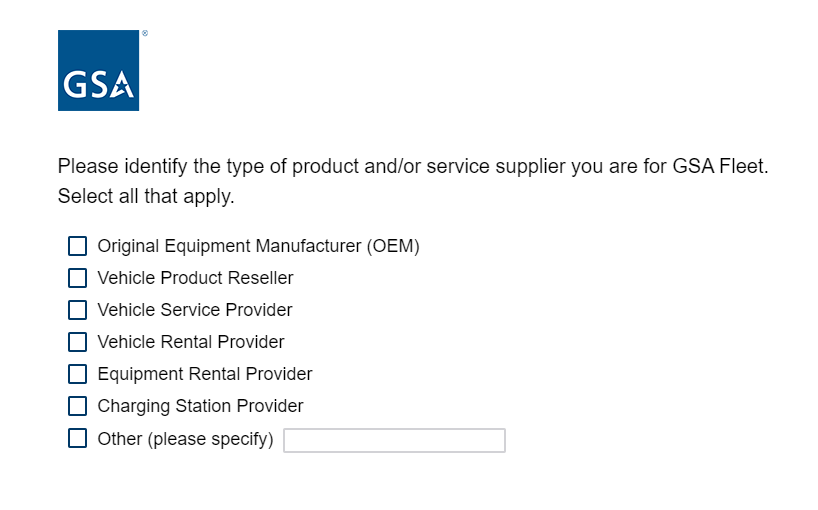 GSA®
Please identify the type of product and/or service supplier you are for GSA Fleet.
Select all that apply.
Original Equipment Manufacturer (OEM)
Vehicle Product Reseller
Vehicle Service Provider
Vehicle Rental Provider
Equipment Rental Provider
Charging Station Provider
Other (please specify)